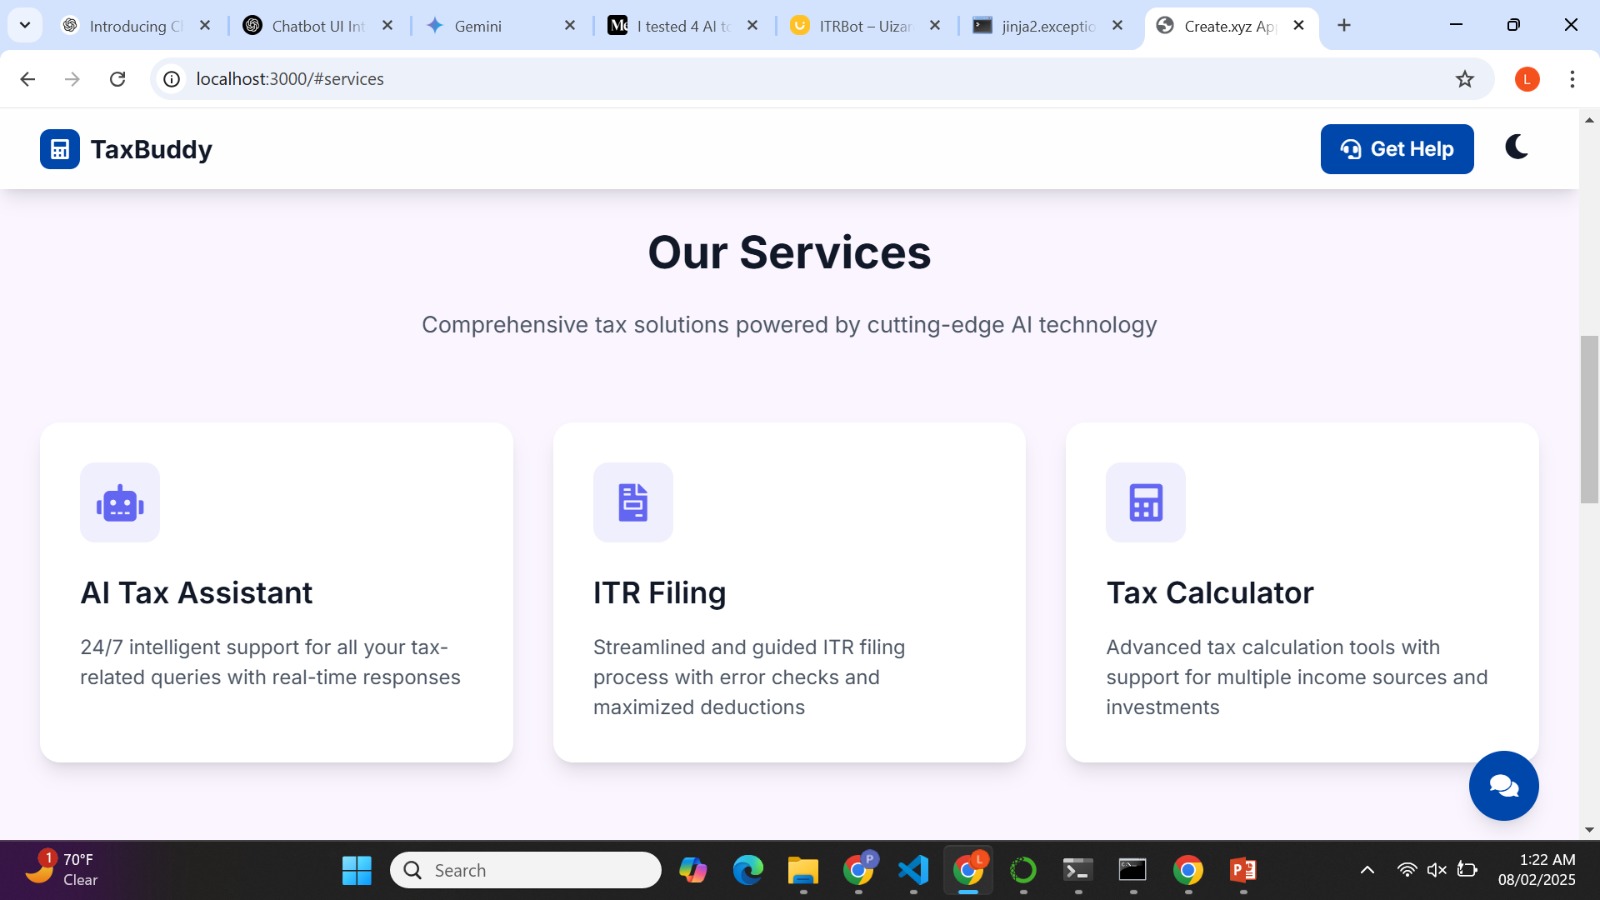 Introducing Cl
Chatbot UI Int
Gemini
I tested 4 AI to
ITRBot – Uizar
jinja2.exceptio
Create.xyz Ap
localhost:3000/#services
L
TaxBuddy
Get Help
Our Services
Comprehensive tax solutions powered by cutting-edge AI technology
AI Tax Assistant
24/7 intelligent support for all your tax-
related queries with real-time responses
ITR Filing
Streamlined and guided ITR filing
process with error checks and
maximized deductions
Tax Calculator
Advanced tax calculation tools with
support for multiple income sources and
investments
1
70°F
Clear
Search
P
L
1:22 AM
08/02/2025